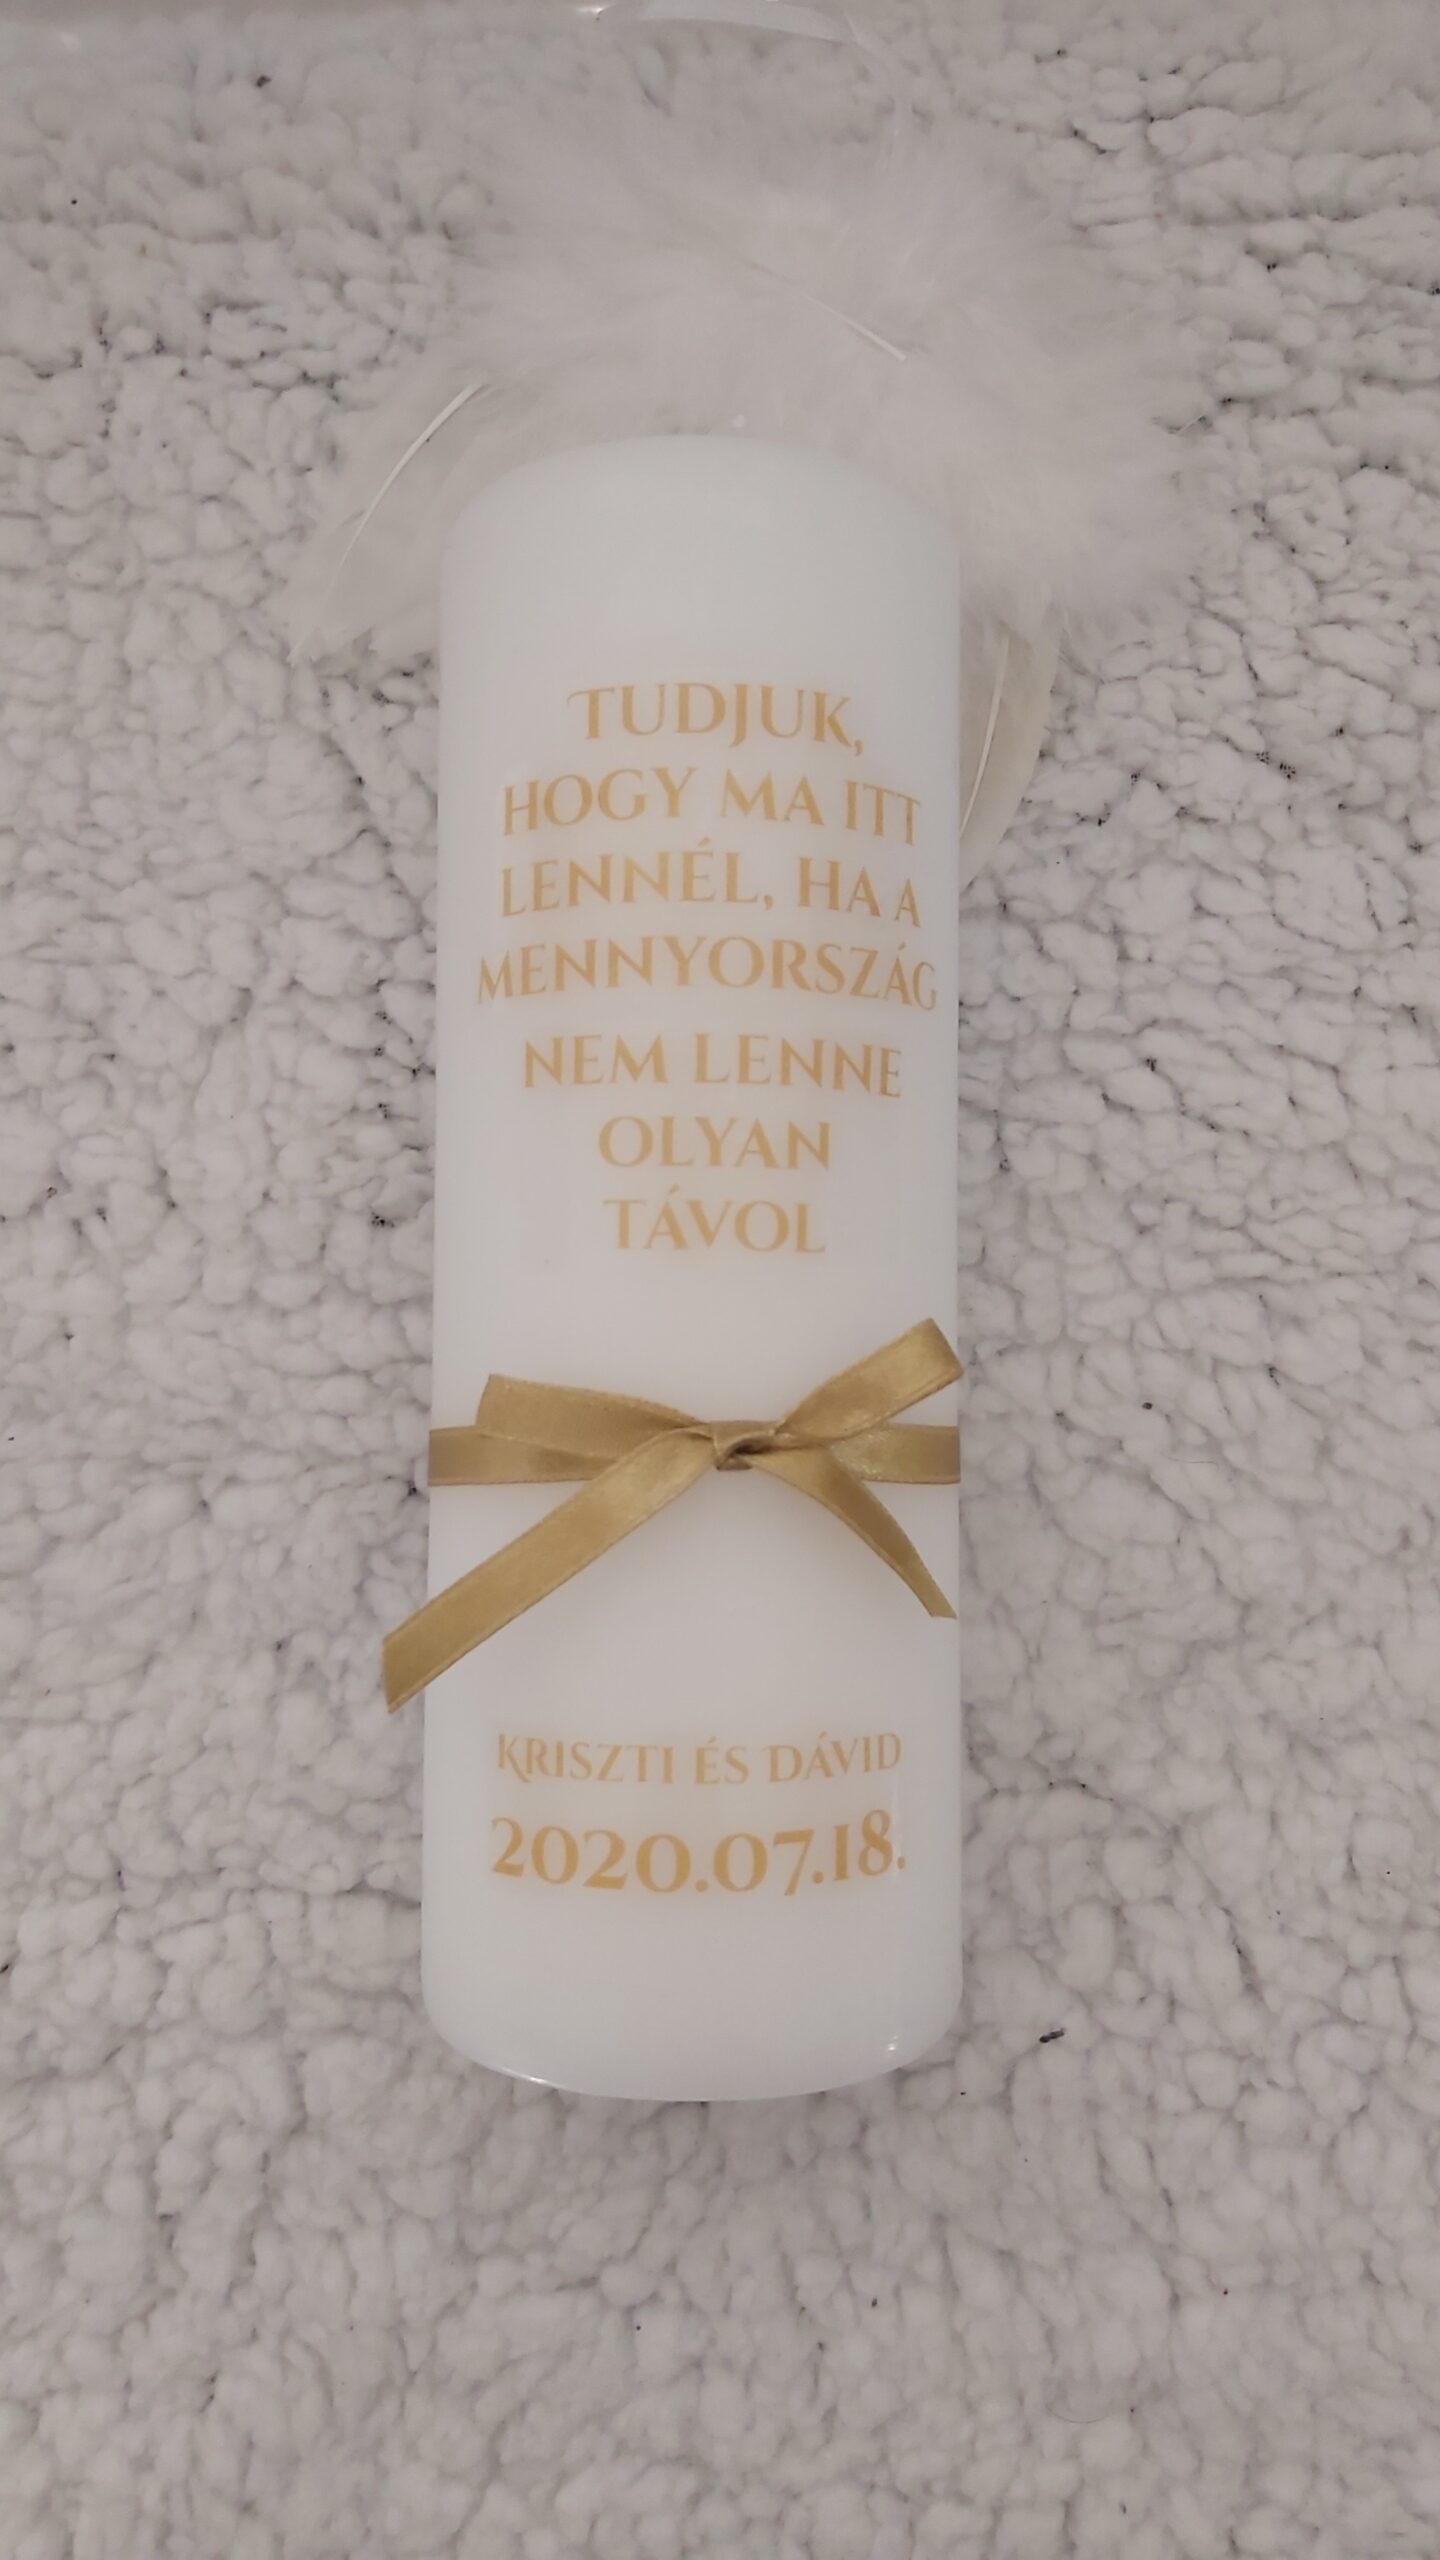 TUDJUK,
HOGY MA ITT
LENNÉL, HA A
MENNYORSZÁG
NEM LENNE
OLYAN
TÁVOL
KRISZTI ÉS DÁVID
2020.07.18.